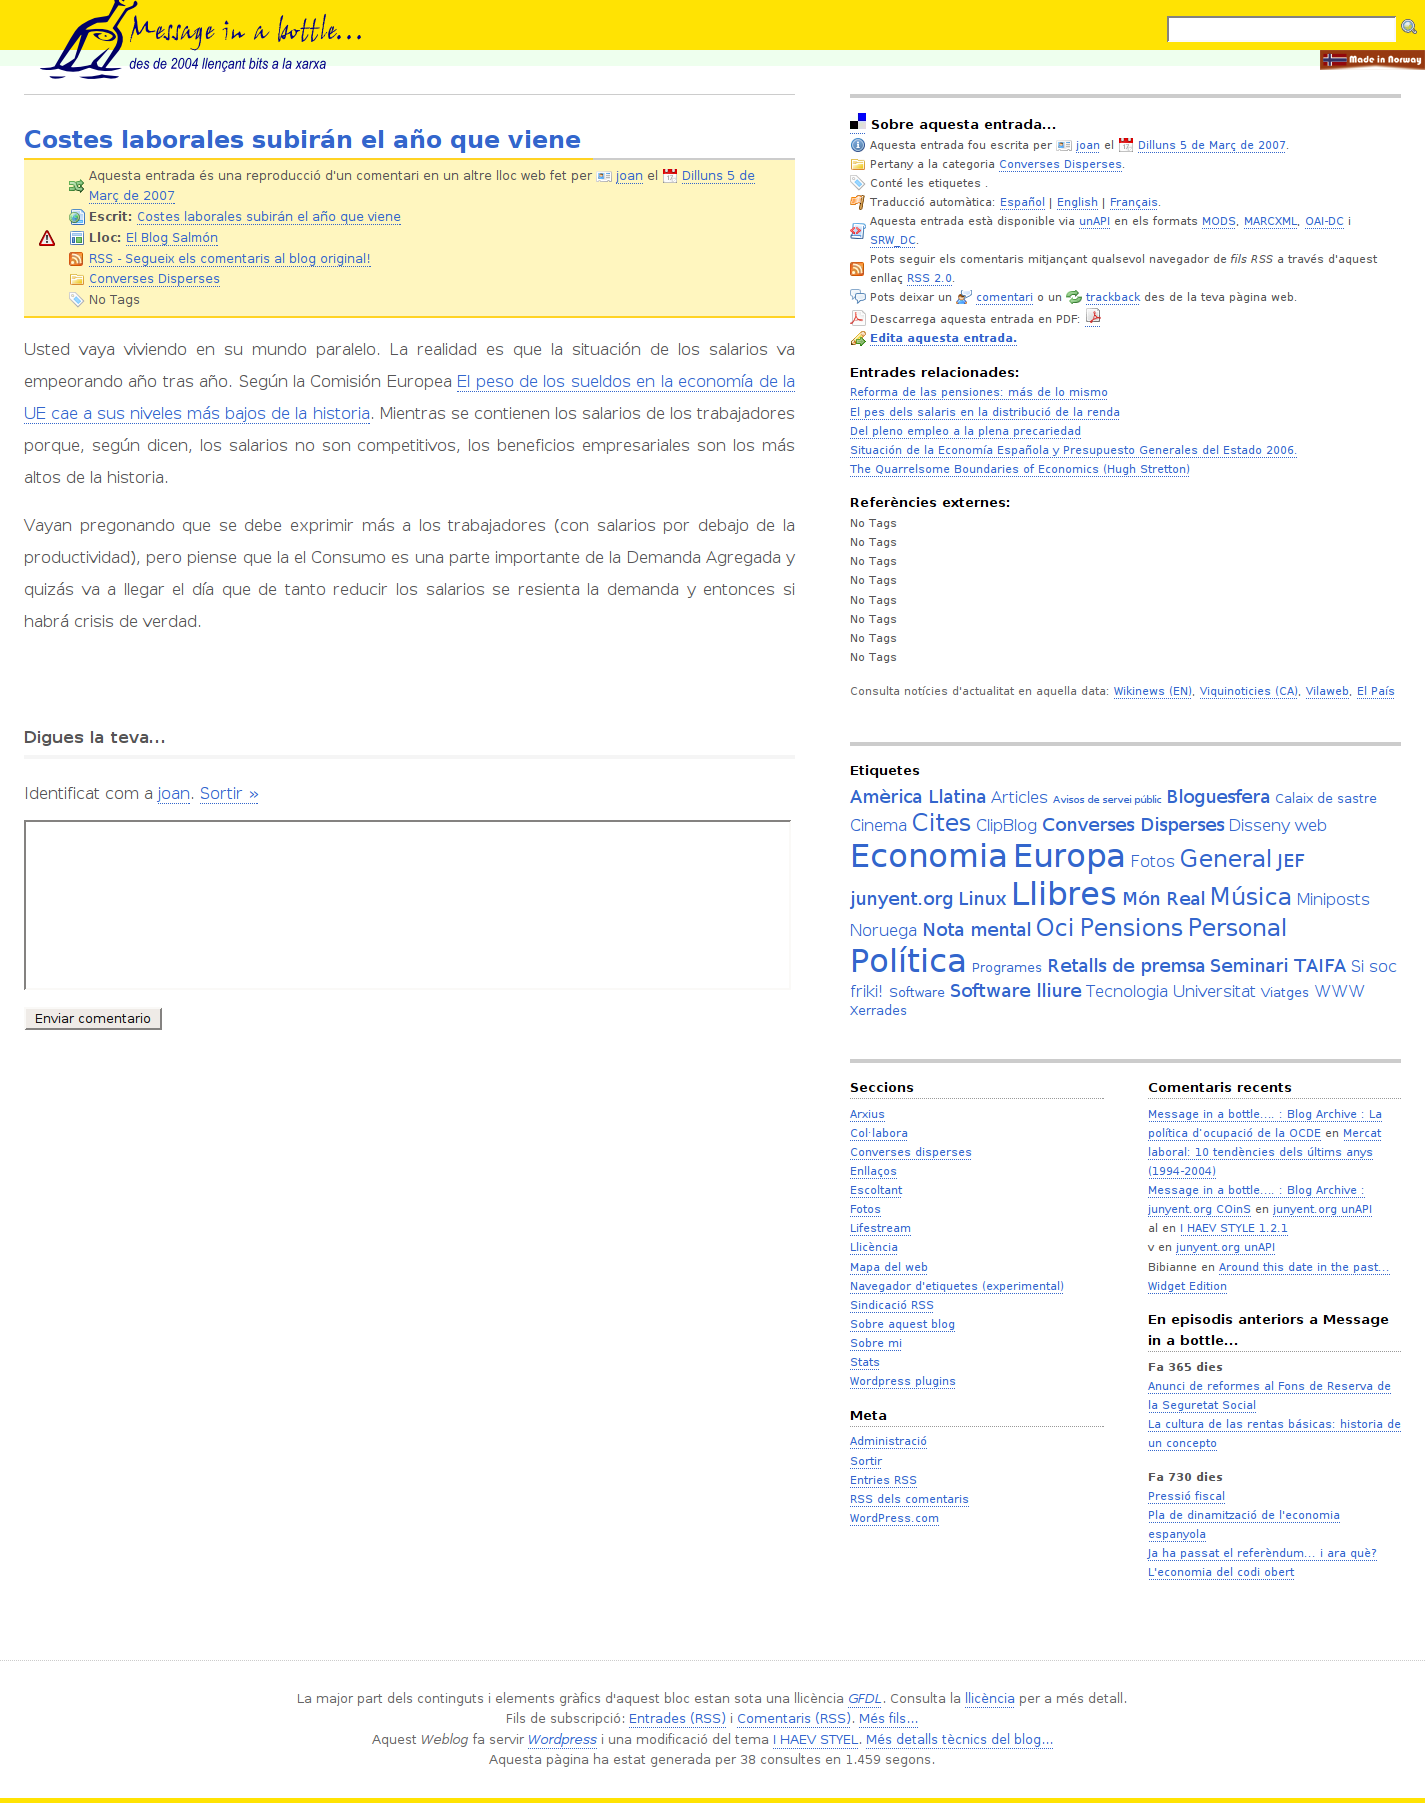 Message in a bottle...
des de 2004 llençant bits a la xarxa
Made in Norway
Costes laborales subirán el año que viene
Aquesta entrada és una reproducció d'un comentari en un altre lloc web fet per joan el Dilluns 5 de
Març de 2007
Escrit: Costes laborales subirán el año que viene
Lloc: El Blog Salmón
RSS - Segueix els comentaris al blog original!
Converses Disperses
No Tags
Usted vaya viviendo en su mundo paralelo. La realidad es que la situación de los salarios va
empeorando año tras año. Según la Comisión Europea El peso de los sueldos en la economía de la
UE cae a sus niveles más bajos de la historia. Mientras se contienen los salarios de los trabajadores
porque, según dicen, los salarios no son competitivos, los beneficios empresariales son los más
altos de la historia.
Vayan pregonando que se debe exprimir más a los trabajadores (con salarios por debajo de la
productividad), pero piense que la el Consumo es una parte importante de la Demanda Agregada y
quizás va a llegar el día que de tanto reducir los salarios se resienta la demanda y entonces si
habrá crisis de verdad.
Digues la teva...
Identificat com a joan. Sortir »
Enviar comentario
Sobre aquesta entrada...
Aquesta entrada fou escrita per joan el Dilluns 5 de Març de 2007.
Pertany a la categoria Converses Disperses.
Conté les etiquetes .
Traducció automàtica: Español | English | Français.
Aquesta entrada està disponible via unAPI en els formats MODS, MARCXML, OAI-DC i
SRW_DC.
Pots seguir els comentaris mitjançant qualsevol navegador de fils RSS a través d'aquest
enllaç RSS 2.0.
Pots deixar un comentari o un trackback des de la teva pàgina web.
Descarrega aquesta entrada en PDF:
Edita aquesta entrada.
Entrades relacionades:
Reforma de las pensiones: más de lo mismo
El pes dels salaris en la distribució de la renda
Del pleno empleo a la plena precariedad
Situación de la Economía Española y Presupuesto Generales del Estado 2006.
The Quarrelsome Boundaries of Economics (Hugh Stretton)
Referències externes:
No Tags
No Tags
No Tags
No Tags
No Tags
No Tags
No Tags
No Tags
Consulta notícies d'actualitat en aquella data: Wikinews (EN), Viquinoticies (CA), Vilaweb, El País
Etiquetes
Amèrica Llatina Articles Avisos de servei públic Bloguesfera Calaix de sastre
Cinema Cites ClipBlog Converses Disperses Disseny web
Economia Europa Fotos General JEF
junyent.org Linux Llibres Món Real Música Miniposts
Noruega Nota mental Oci Pensions Personal
Política Programes Retalls de premsa Seminari TAIFA Si soc
friki! Software Software lliure Tecnologia Universitat Viatges WWW
Xerrades
Seccions
Arxius
Col·labora
Converses disperses
Enllaços
Escoltant
Fotos
Lifestream
Llicència
Mapa del web
Navegador d'etiquetes (experimental)
Sindicació RSS
Sobre aquest blog
Sobre mi
Stats
Wordpress plugins
Meta
Administració
Sortir
Entries RSS
RSS dels comentaris
WordPress.com
Comentaris recents
Message in a bottle.... : Blog Archive : La
política d'ocupació de la OCDE en Mercat
laboral: 10 tendències dels últims anys
(1994-2004)
Message in a bottle.... : Blog Archive :
junyent.org COinS en junyent.org unAPI
al en I HAEV STYLE 1.2.1
v en junyent.org unAPI
Bibianne en Around this date in the past...
Widget Edition
En episodis anteriors a Message
in a bottle...
Fa 365 dies
Anunci de reformes al Fons de Reserva de
la Seguretat Social
La cultura de las rentas básicas: historia de
un concepto
Fa 730 dies
Pressió fiscal
Pla de dinamització de l'economia
espanyola
Ja ha passat el referèndum... i ara què?
L'economia del codi obert
La major part dels continguts i elements gràfics d'aquest bloc estan sota una llicència GFDL. Consulta la llicència per a més detall.
Fils de subscripció: Entrades (RSS) i Comentaris (RSS). Més fils...
Aquest Weblog fa servir Wordpress i una modificació del tema I HAEV STYEL. Més detalls tècnics del blog...
Aquesta pàgina ha estat generada per 38 consultes en 1.459 segons.